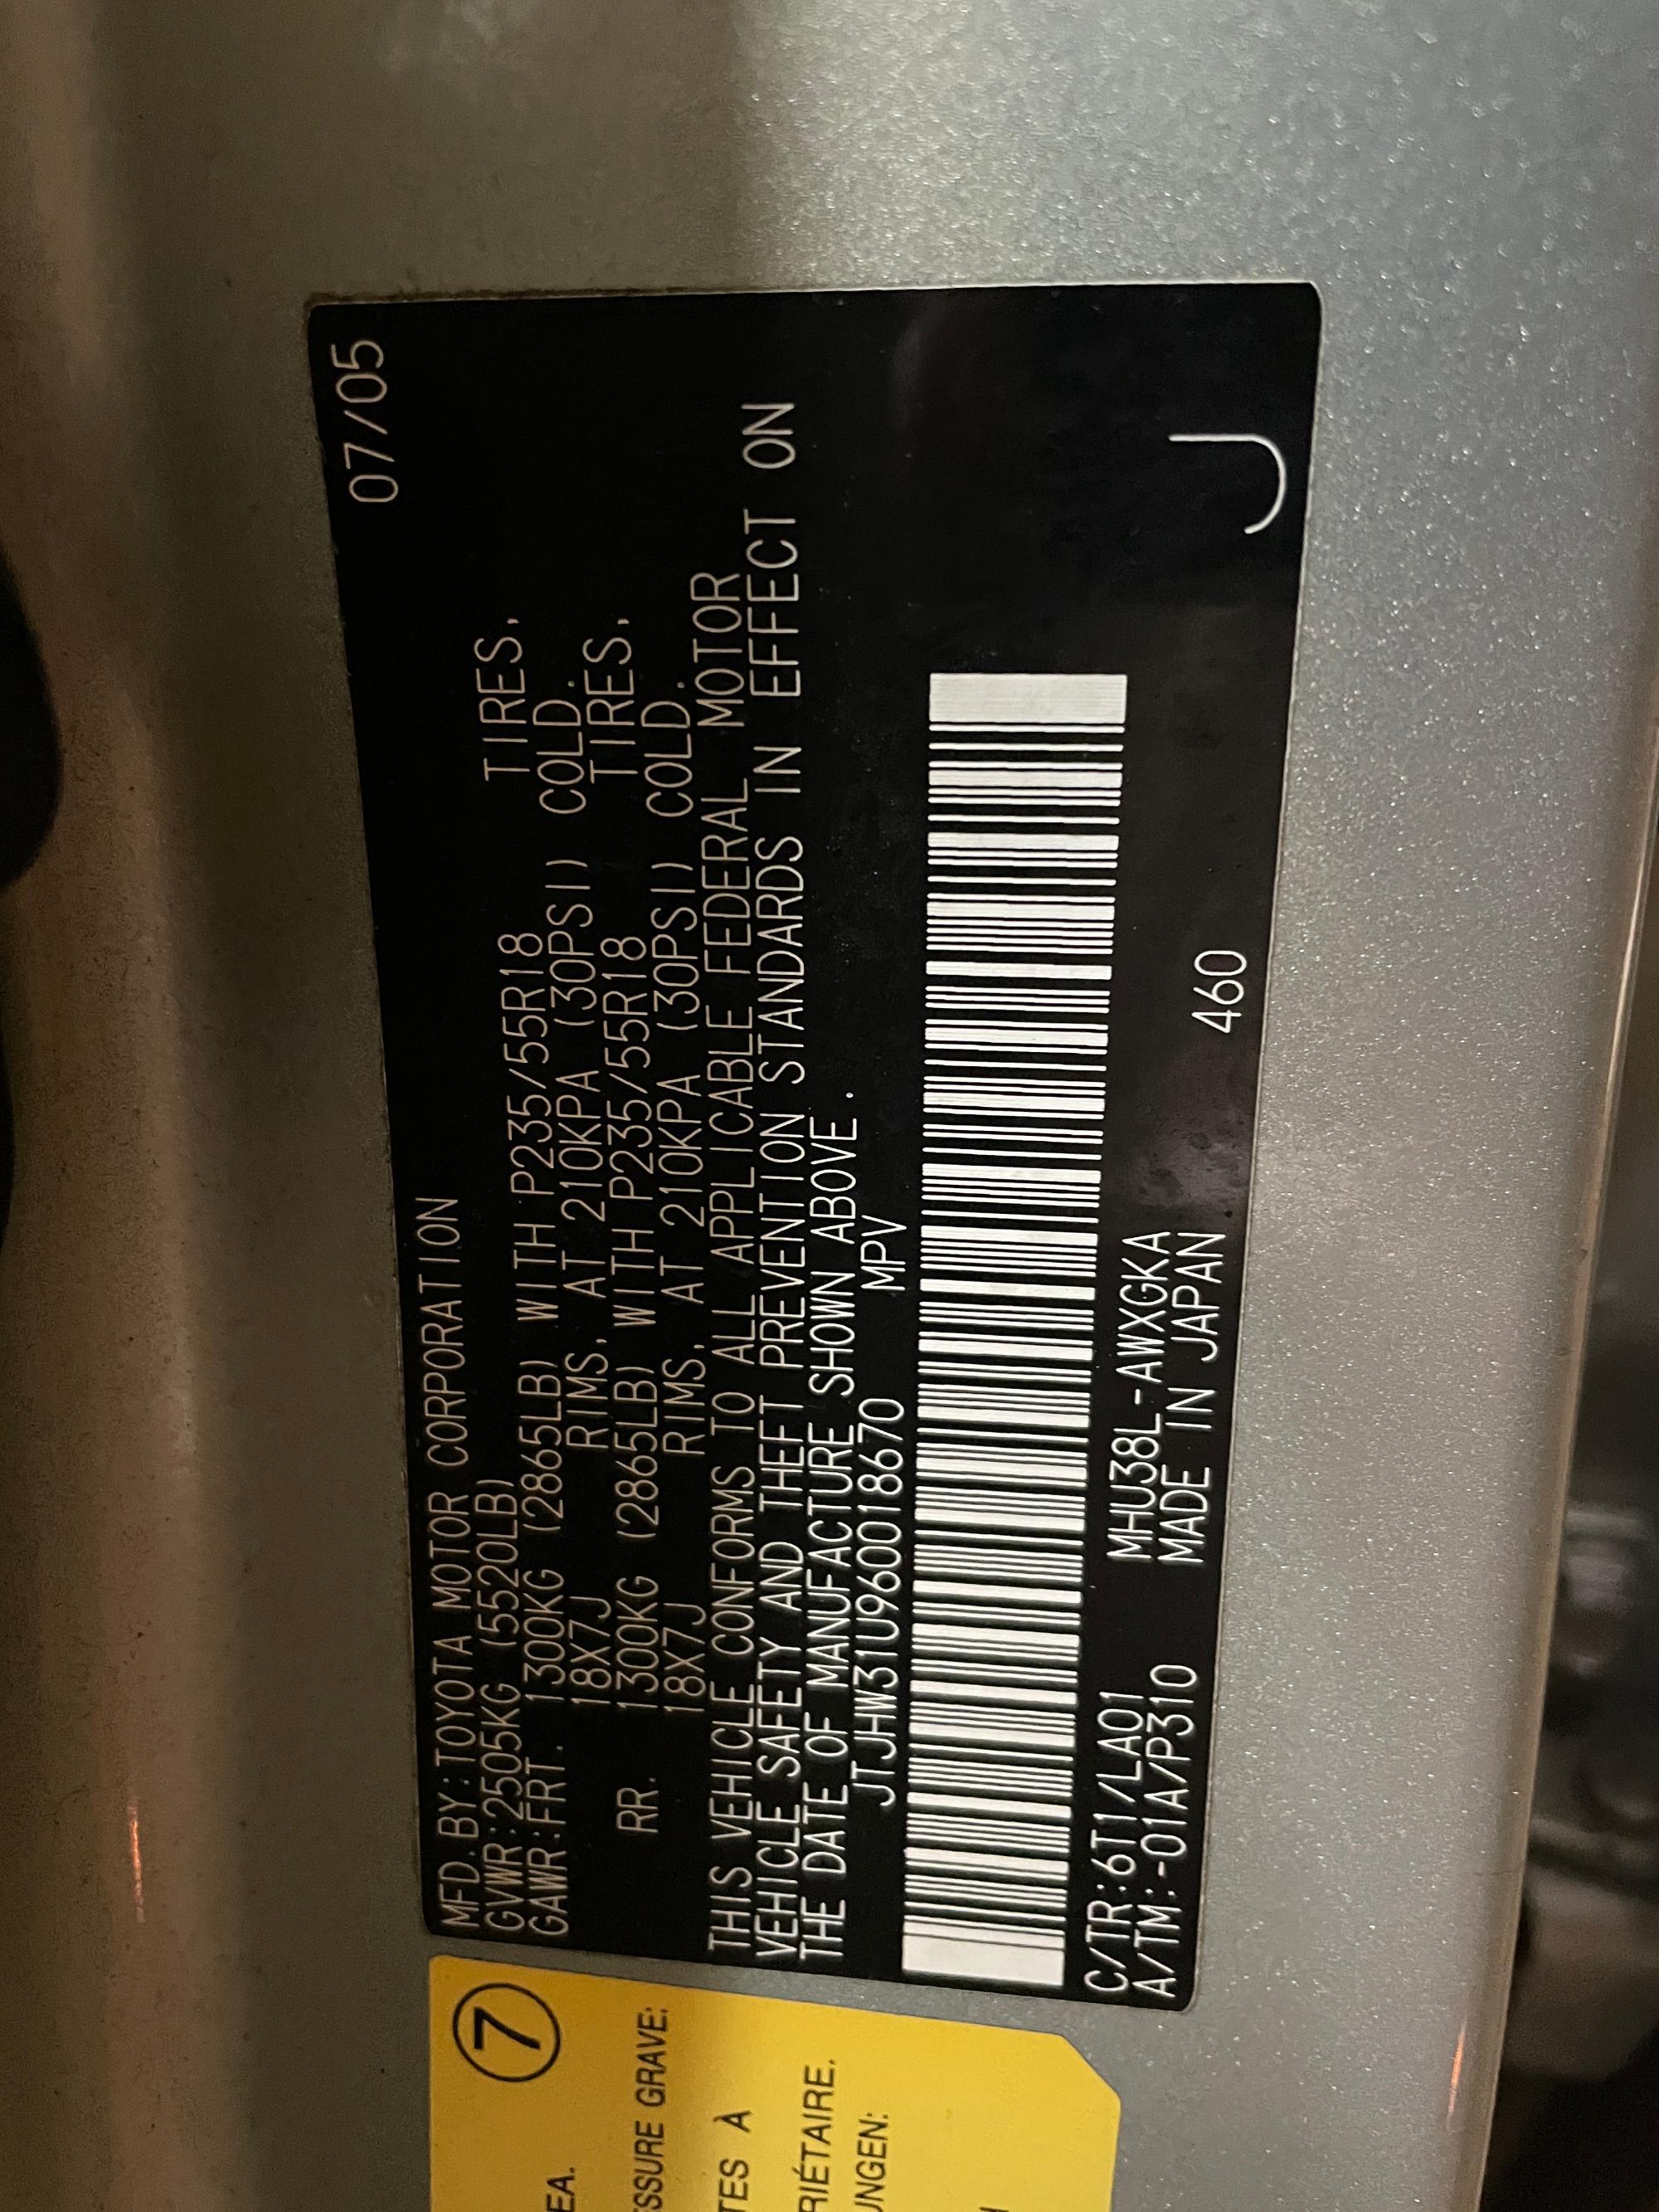 07/05
MFD.BY:TOYOTA MOTOR CORPORATION
GVWR:2505KG (5520LB)
GAWR:FRT. 1300KG (2865LB) WITH P235/55R18 TIRES,
18X7J RIMS, AT 210KPA (30PSI) COLD.
RR. 1300KG (2865LB) WITH P235/55R18 TIRES,
18X7J RIMS, AT 210KPA (30PSI) COLD.
THIS VEHICLE CONFORMS TO ALL APPLICABLE FEDERAL MOTOR
VEHICLE SAFETY AND THEFT PREVENTION STANDARDS IN EFFECT ON
THE DATE OF MANUFACTURE SHOWN ABOVE.
JTJHW31U960018670 MPV
C/TR:6T1/LA01 MHU38L-AWXGKA
A/TM:-01A/P310 MADE IN JAPAN 460 J
7
EA.
SSURE GRAVE:
TES À
RIÉTAIRE.
UNGEN: